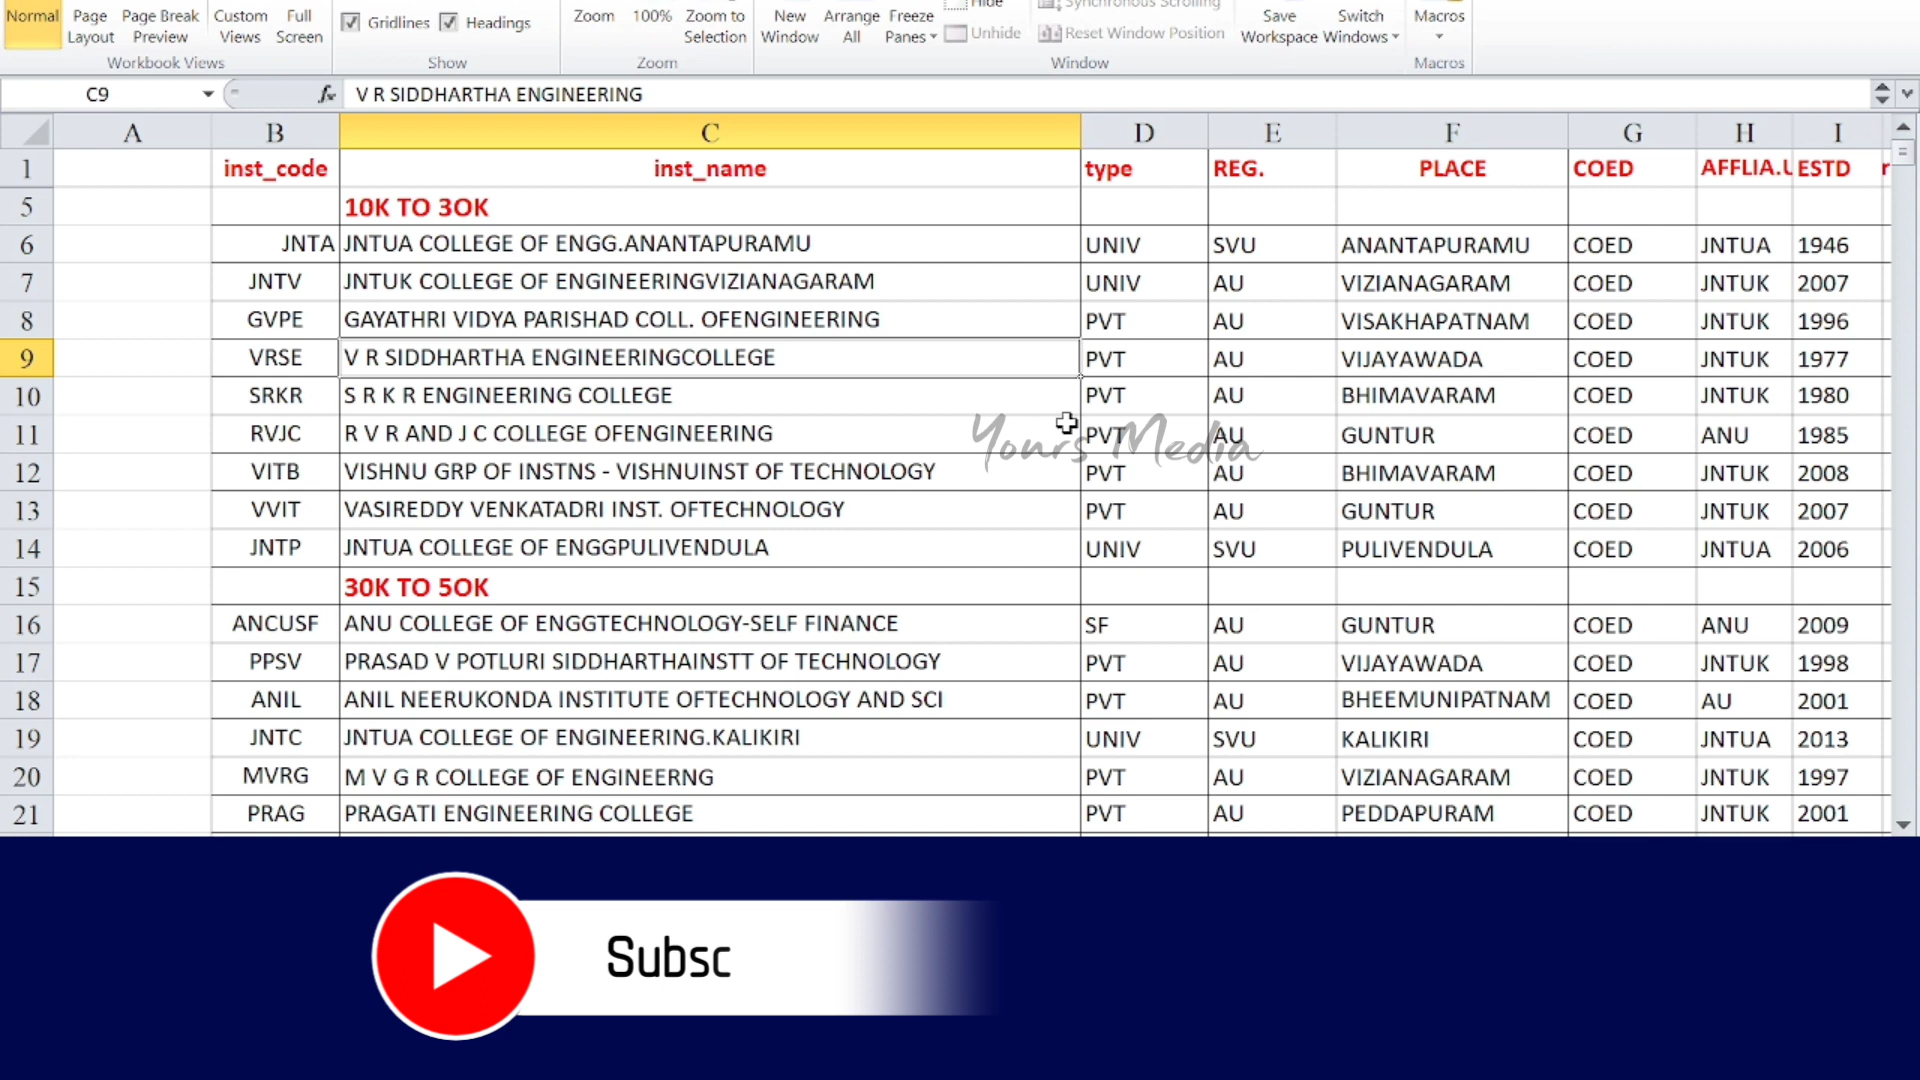 Normal Page Layout Page Break Preview Custom Views Full Screen Gridlines Headings Zoom 100% Zoom to Selection New Window Arrange All Freeze Panes Hide Unhide Synchronous Scrolling Reset Window Position Save Workspace Switch Windows Macros
Workbook Views Show Zoom Window Macros
C9 fx V R SIDDHARTHA ENGINEERING
A B C D E F G H I
1 inst_code inst_name type REG. PLACE COED AFFLIA.U ESTD
5 10K TO 3OK
6 JNTA JNTUA COLLEGE OF ENGG.ANANTAPURAMU UNIV SVU ANANTAPURAMU COED JNTUA 1946
7 JNTV JNTUK COLLEGE OF ENGINEERINGVIZIANAGARAM UNIV AU VIZIANAGARAM COED JNTUK 2007
8 GVPE GAYATHRI VIDYA PARISHAD COLL. OFENGINEERING PVT AU VISAKHAPATNAM COED JNTUK 1996
9 VRSE V R SIDDHARTHA ENGINEERINGCOLLEGE PVT AU VIJAYAWADA COED JNTUK 1977
10 SRKR S R K R ENGINEERING COLLEGE PVT AU BHIMAVARAM COED JNTUK 1980
11 RVJC R V R AND J C COLLEGE OFENGINEERING PVT AU GUNTUR COED ANU 1985
Yours Media
12 VITB VISHNU GRP OF INSTNS - VISHNUINST OF TECHNOLOGY PVT AU BHIMAVARAM COED JNTUK 2008
13 VVIT VASIREDDY VENKATADRI INST. OFTECHNOLOGY PVT AU GUNTUR COED JNTUK 2007
14 JNTP JNTUA COLLEGE OF ENGGPULIVENDULA UNIV SVU PULIVENDULA COED JNTUA 2006
15 30K TO 5OK
16 ANCUSF ANU COLLEGE OF ENGGTECHNOLOGY-SELF FINANCE SF AU GUNTUR COED ANU 2009
17 PPSV PRASAD V POTLURI SIDDHARTHAINSTT OF TECHNOLOGY PVT AU VIJAYAWADA COED JNTUK 1998
18 ANIL ANIL NEERUKONDA INSTITUTE OFTECHNOLOGY AND SCI PVT AU BHEEMUNIPATNAM COED AU 2001
19 JNTC JNTUA COLLEGE OF ENGINEERING.KALIKIRI UNIV SVU KALIKIRI COED JNTUA 2013
20 MVRG M V G R COLLEGE OF ENGINEERNG PVT AU VIZIANAGARAM COED JNTUK 1997
21 PRAG PRAGATI ENGINEERING COLLEGE PVT AU PEDDAPURAM COED JNTUK 2001
Subsc